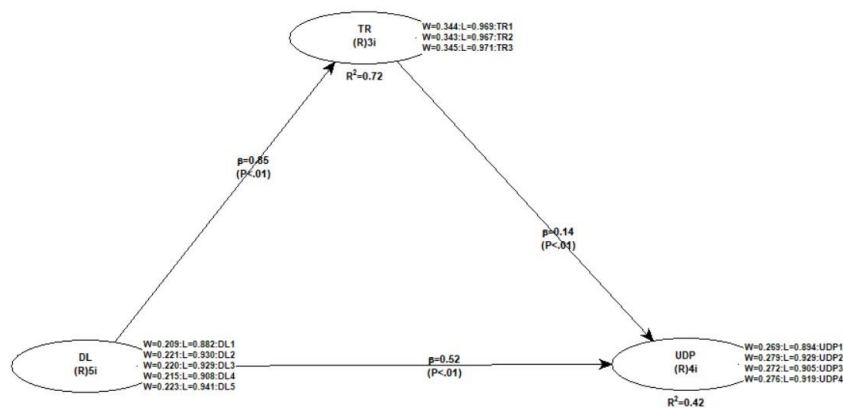 TR
(R)3i
W=0.344:L=0.969:TR1
W=0.343:L=0.967:TR2
W=0.345:L=0.971:TR3
R²=0.72
β=0.85
(P<.01)
β=0.14
(P<.01)
DL
(R)5i
W=0.209:L=0.882:DL1
W=0.221:L=0.930:DL2
W=0.220:L=0.929:DL3
W=0.215:L=0.908:DL4
W=0.223:L=0.941:DL5
β=0.52
(P<.01)
UDP
(R)4i
W=0.269:L=0.894:UDP1
W=0.279:L=0.929:UDP2
W=0.272:L=0.905:UDP3
W=0.276:L=0.919:UDP4
R²=0.42